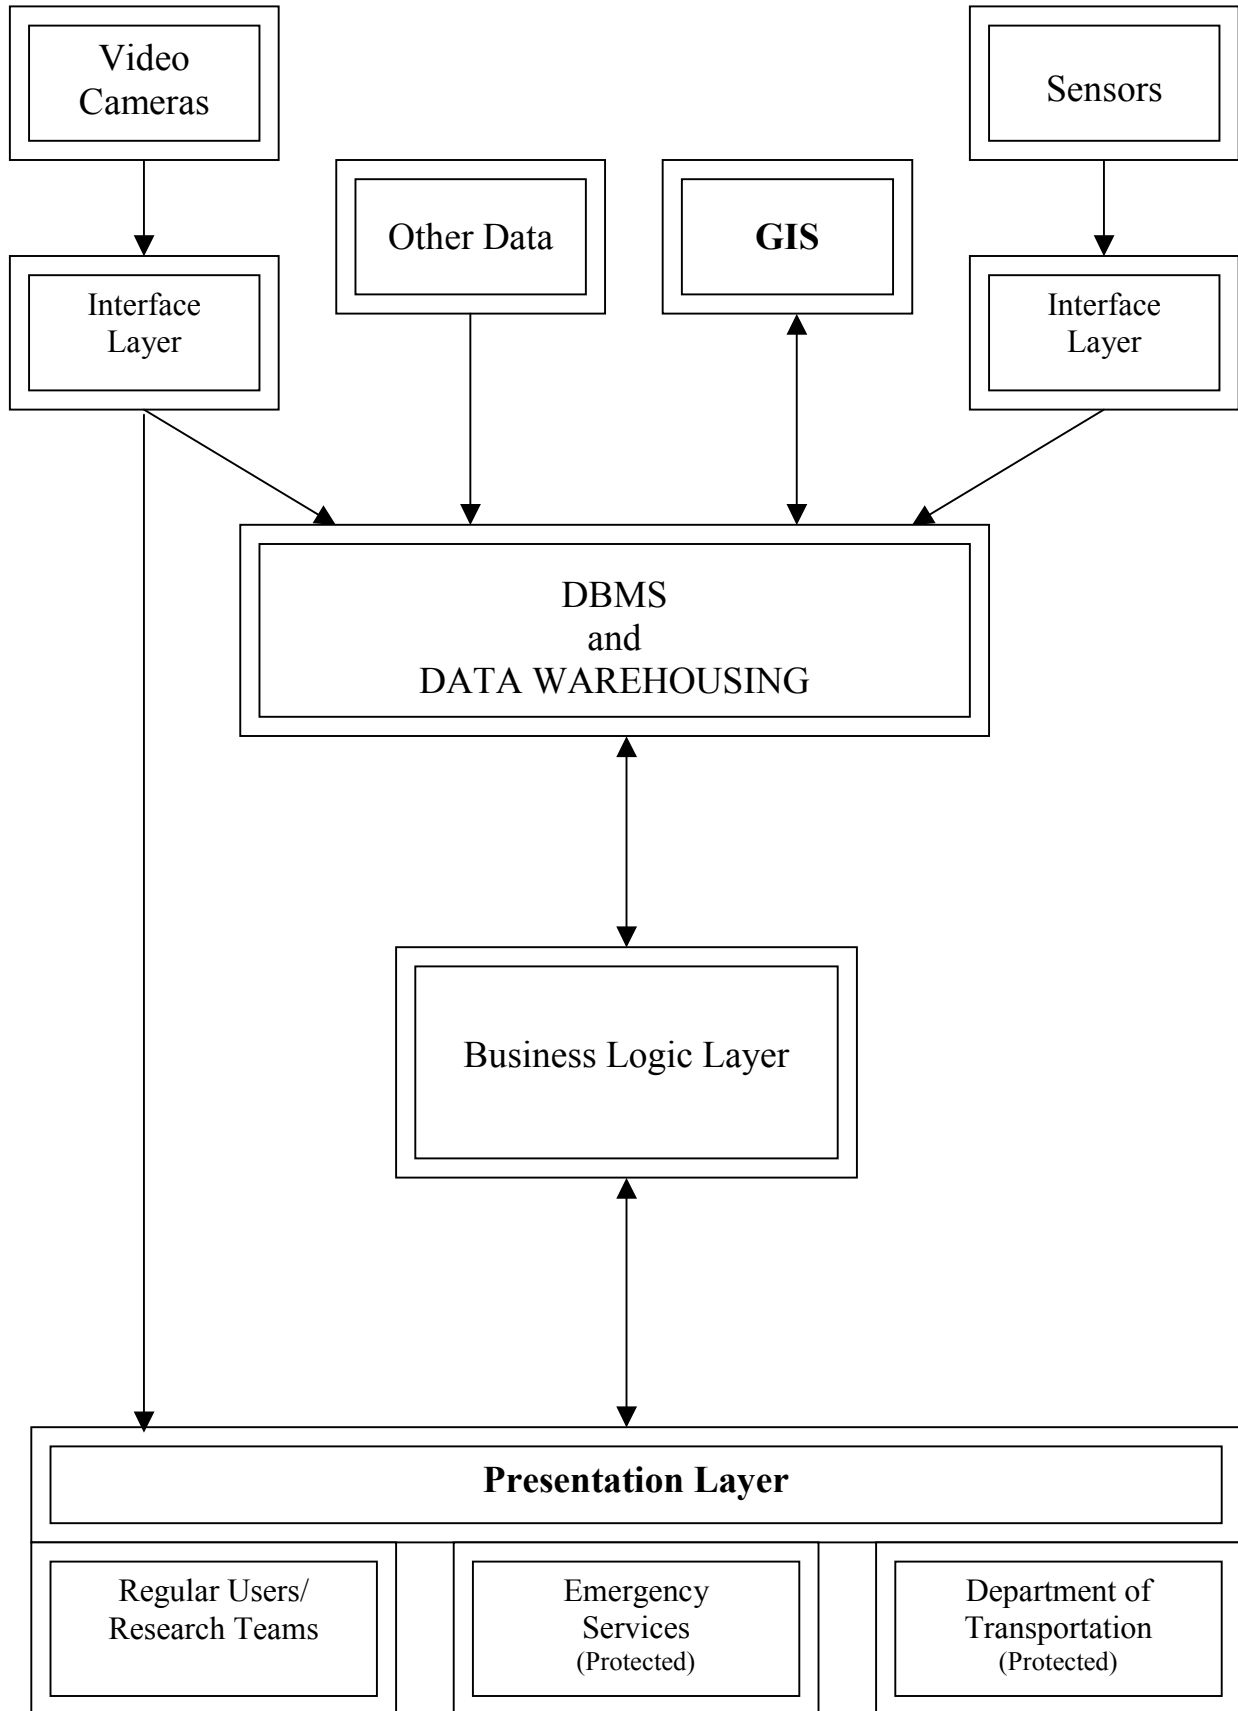 Video
Cameras
Sensors
Other Data
GIS
Interface
Layer
Interface
Layer
DBMS
and
DATA WAREHOUSING
Business Logic Layer
Presentation Layer
Regular Users/
Research Teams
Emergency
Services
(Protected)
Department of
Transportation
(Protected)